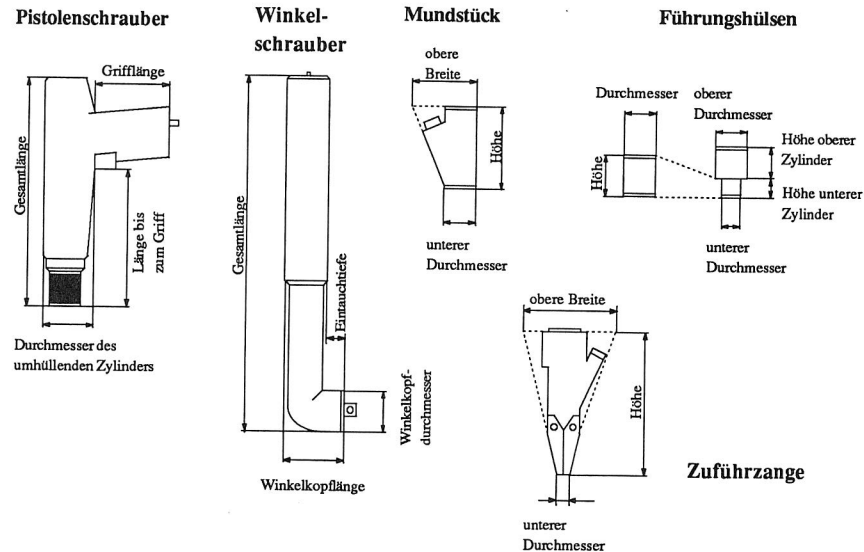 Pistolenschrauber
Grifflänge
Gesamtlänge
Länge bis
zum Griff
Durchmesser des
umhüllenden Zylinders
Winkel-
schrauber
Gesamtlänge
Eintauchtiefe
Winkelkopf-
durchmesser
Winkelkopflänge
Mundstück
obere
Breite
Höhe
unterer
Durchmesser
Führungshülsen
Durchmesser
Höhe
oberer
Durchmesser
Höhe oberer
Zylinder
Höhe unterer
Zylinder
unterer
Durchmesser
obere Breite
Höhe
Zuführzange
unterer
Durchmesser